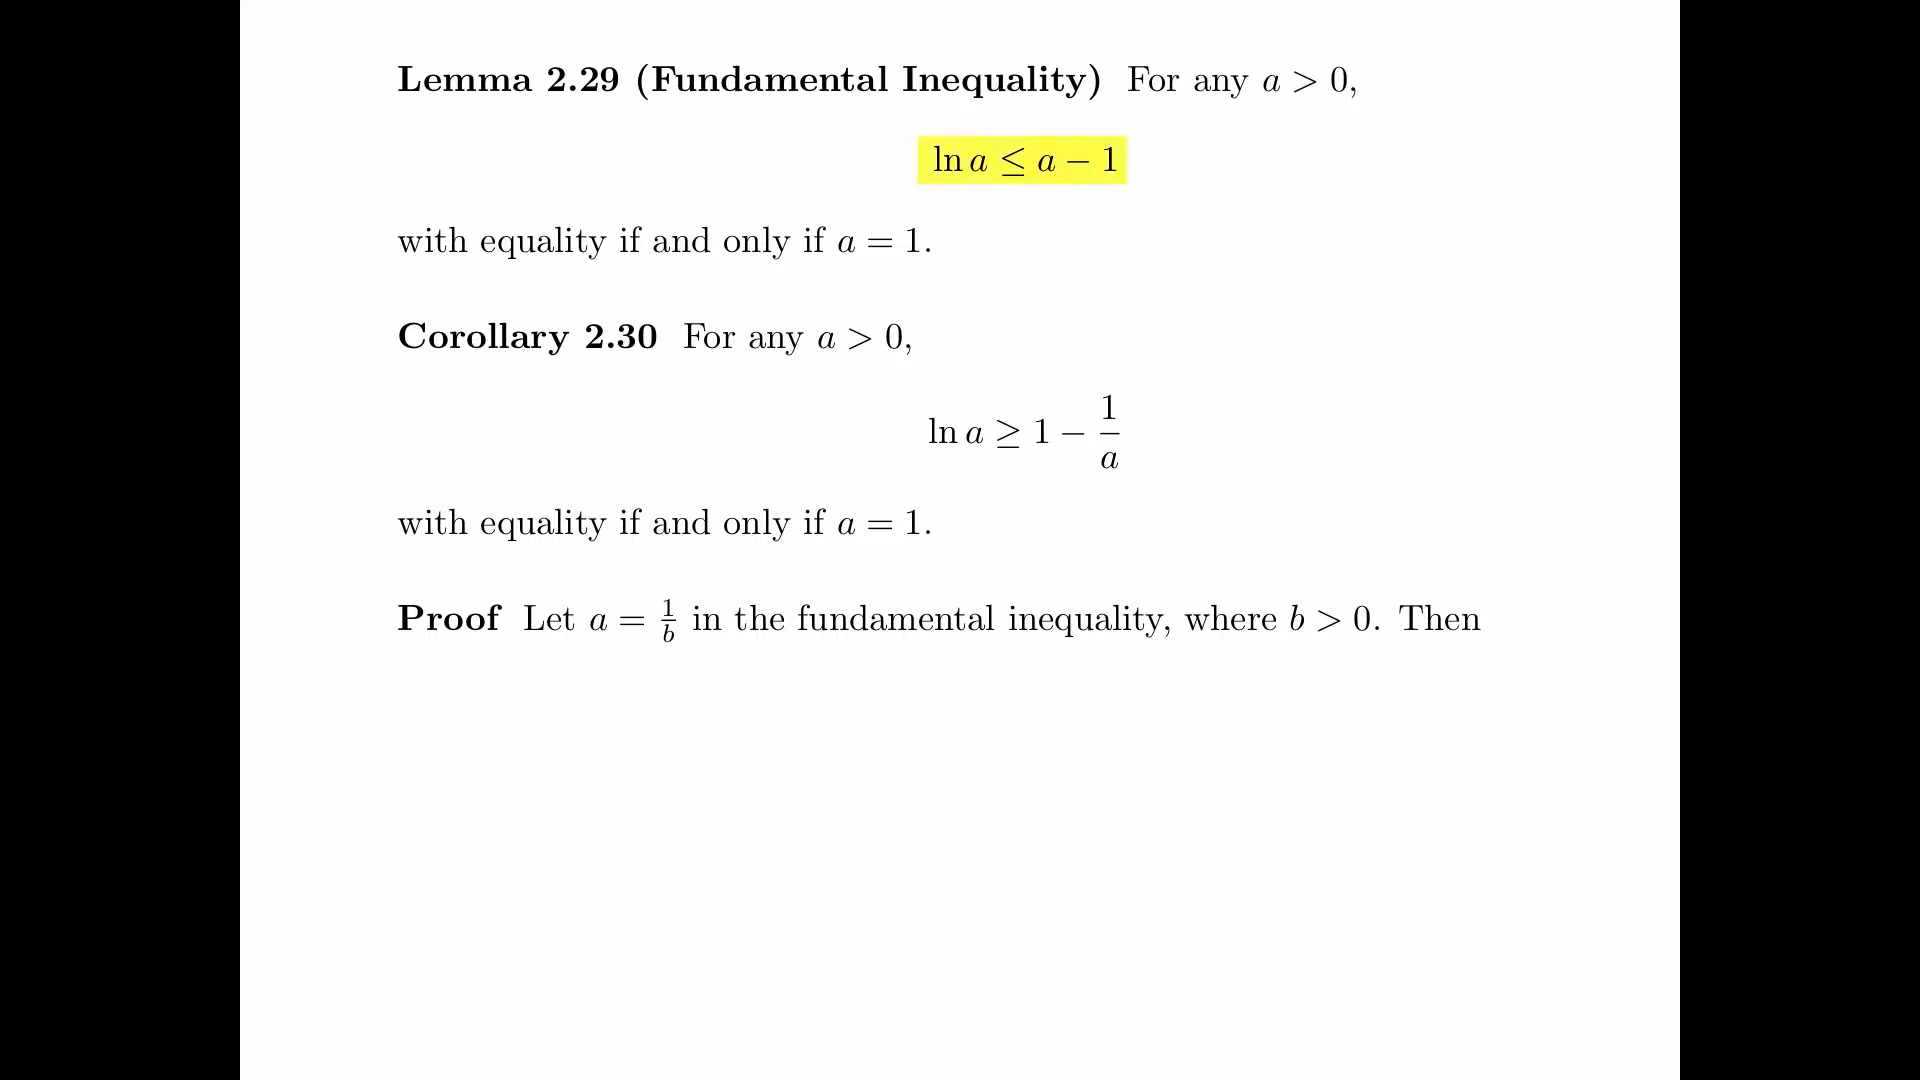 Lemma 2.29 (Fundamental Inequality) For any a > 0,
ln a ≤ a − 1
with equality if and only if a = 1.
Corollary 2.30 For any a > 0,
ln a ≥ 1 − 1/a
with equality if and only if a = 1.
Proof Let a = 1/b in the fundamental inequality, where b > 0. Then